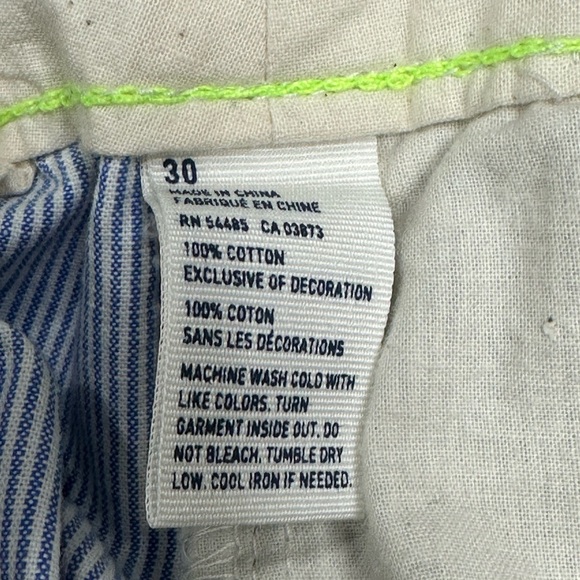 30
MADE IN CHINA
FABRIQUÉ EN CHINE
RN 54485 CA 03873
100% COTTON
EXCLUSIVE OF DECORATION
100% COTON
SANS LES DÉCORATIONS
MACHINE WASH COLD WITH
LIKE COLORS. TURN
GARMENT INSIDE OUT. DO
NOT BLEACH. TUMBLE DRY
LOW. COOL IRON IF NEEDED.